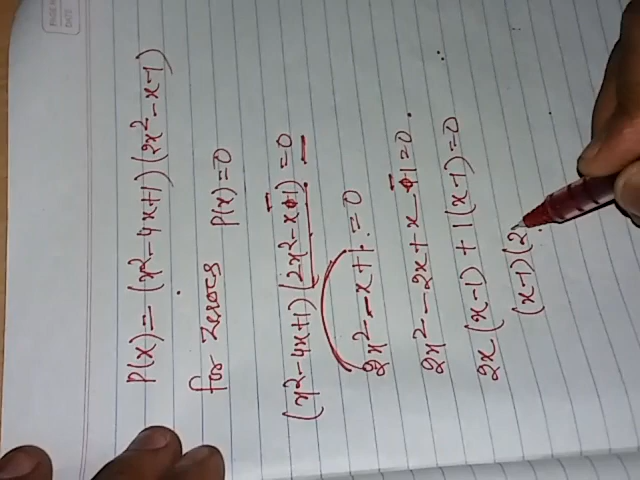 P(x) = (x² - 4x + 1) (2x² - x - 1)
for zeroes P(x) = 0
(x² - 4x + 1) (2x² - x - 1) = 0
2x² - x + 1 = 0
2x² - 2x + x - 1 = 0
2x (x - 1) + 1 (x - 1) = 0
(x - 1) (2